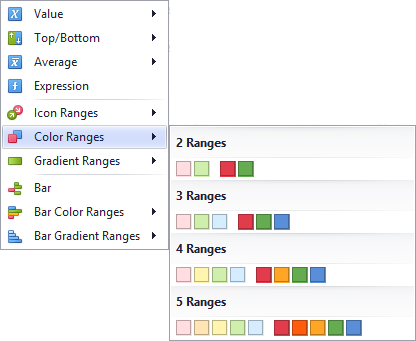 Value
Top/Bottom
Average
Expression
Icon Ranges
Color Ranges
Gradient Ranges
Bar
Bar Color Ranges
Bar Gradient Ranges
2 Ranges
3 Ranges
4 Ranges
5 Ranges